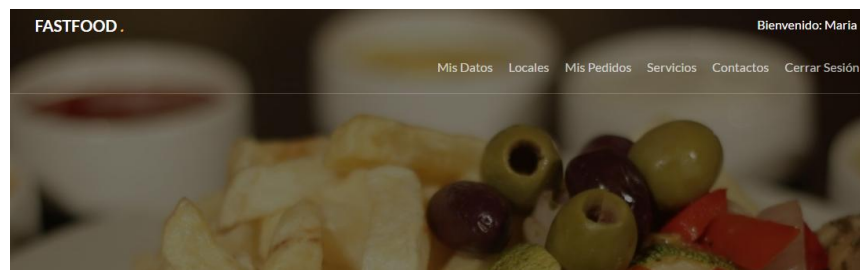 FASTFOOD .
Bienvenido: Maria
Mis Datos Locales Mis Pedidos Servicios Contactos Cerrar Sesión